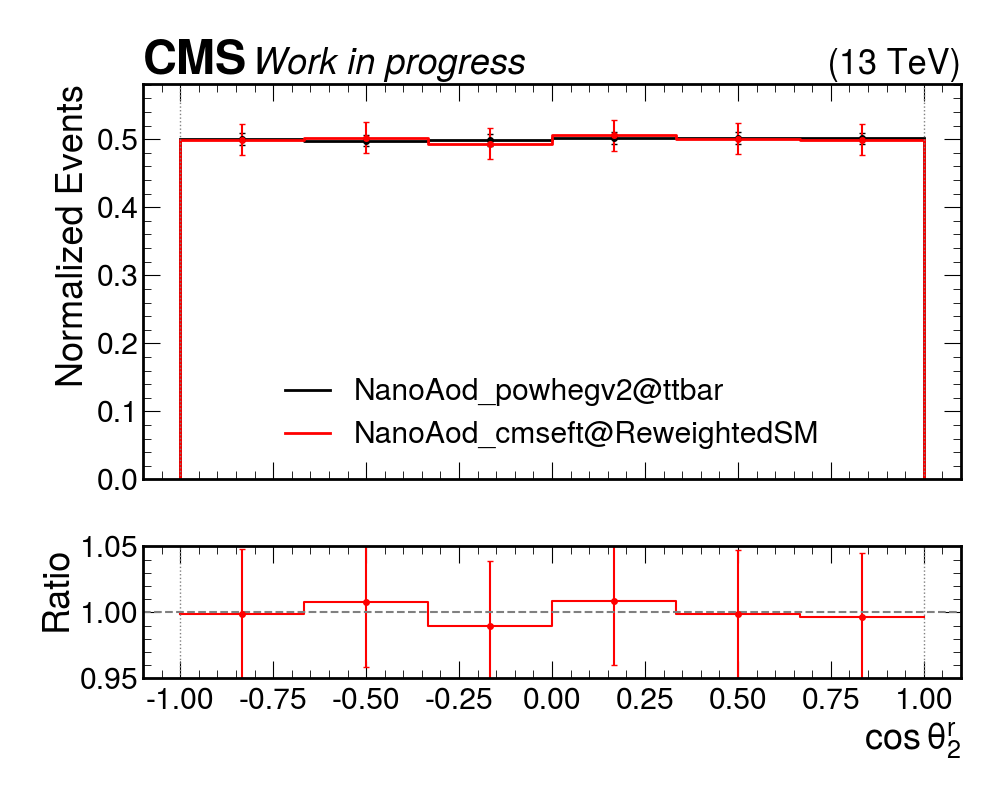 CMS Work in progress (13 TeV)
Normalized Events
0.5
0.4
0.3
0.2
0.1
0.0
NanoAod_powhegv2@ttbar
NanoAod_cmseft@ReweightedSM
Ratio
1.05
1.00
0.95
-1.00 -0.75 -0.50 -0.25 0.00 0.25 0.50 0.75 1.00
cos θ₂ʳ